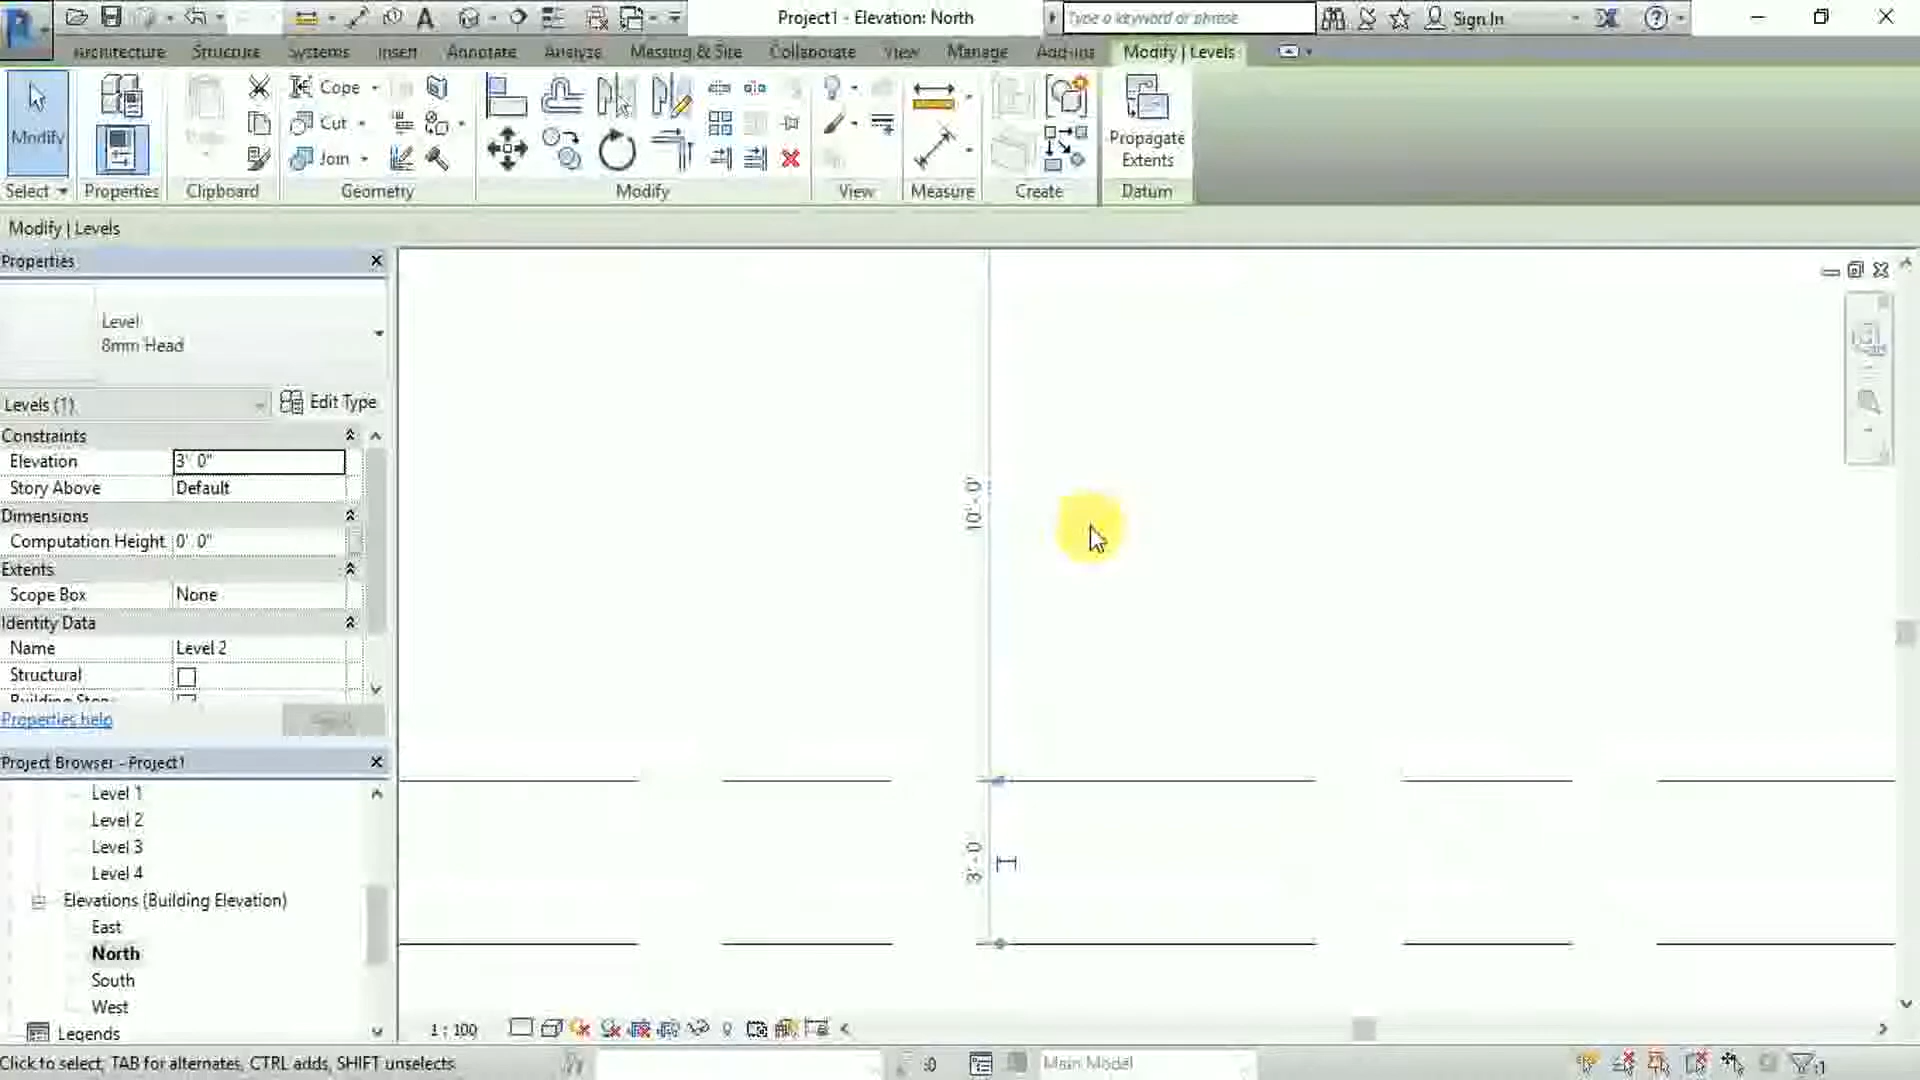 Project1 - Elevation: North
Type a keyword or phrase
Sign In
Architecture Structure Systems Insert Annotate Analyze Massing & Site Collaborate View Manage Add-ins Modify | Levels
Modify
Cope
Cut
Join
Propagate
Extents
Select Properties Clipboard Geometry Modify View Measure Create Datum
Modify | Levels
Properties
Level
8mm Head
Levels (1)
Edit Type
Constraints
Elevation 3' 0"
Story Above Default
Dimensions
Computation Height 0' 0"
Extents
Scope Box None
Identity Data
Name Level 2
Structural
Building Story
Properties help
Project Browser - Project1
Level 1
Level 2
Level 3
Level 4
Elevations (Building Elevation)
East
North
South
West
Legends
10' - 0"
3' - 0"
1 : 100
Click to select, TAB for alternates, CTRL adds, SHIFT unselects.
:0
Main Model
:1